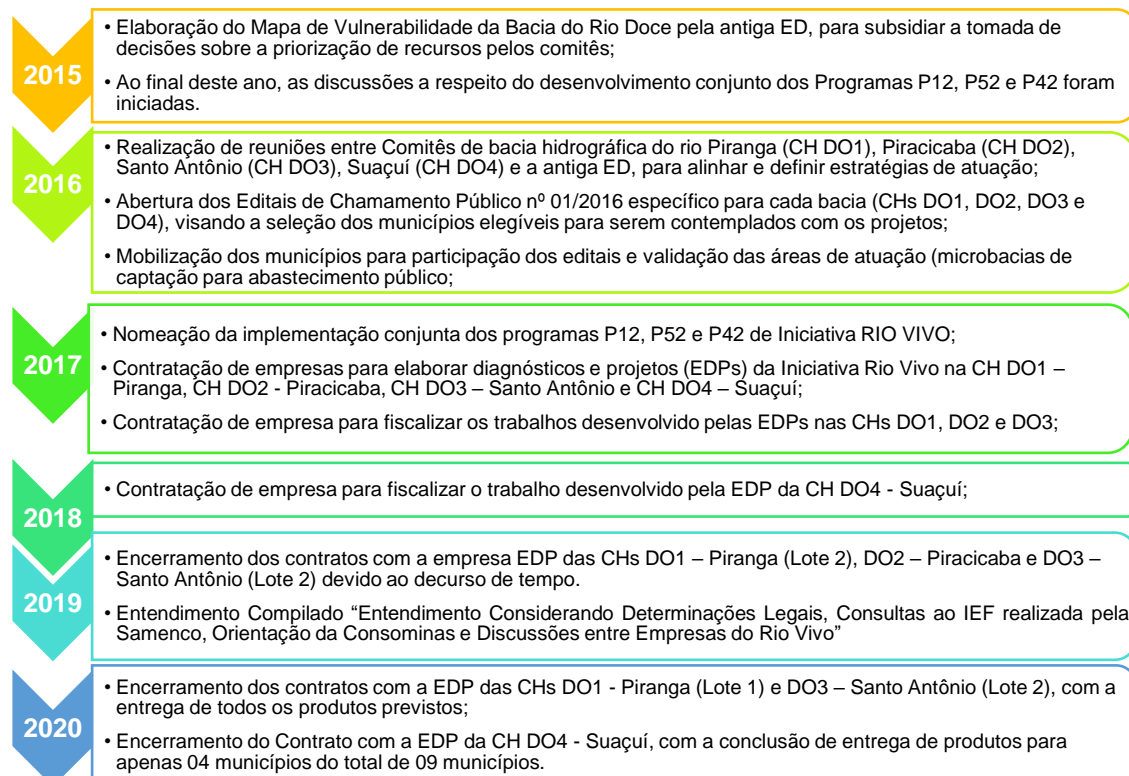 • Elaboração do Mapa de Vulnerabilidade da Bacia do Rio Doce pela antiga ED, para subsidiar a tomada de
decisões sobre a priorização de recursos pelos comitês;
2015
• Ao final deste ano, as discussões a respeito do desenvolvimento conjunto dos Programas P12, P52 e P42 foram
iniciadas.
• Realização de reuniões entre Comitês de bacia hidrográfica do rio Piranga (CH DO1), Piracicaba (CH DO2),
Santo Antônio (CH DO3), Suaçuí (CH DO4) e a antiga ED, para alinhar e definir estratégias de atuação;
2016
• Abertura dos Editais de Chamamento Público nº 01/2016 específico para cada bacia (CHs DO1, DO2, DO3 e
DO4), visando a seleção dos municípios elegíveis para serem contemplados com os projetos;
• Mobilização dos municípios para participação dos editais e validação das áreas de atuação (microbacias de
captação para abastecimento público;
• Nomeação da implementação conjunta dos programas P12, P52 e P42 de Iniciativa RIO VIVO;
2017
• Contratação de empresas para elaborar diagnósticos e projetos (EDPs) da Iniciativa Rio Vivo na CH DO1 –
Piranga, CH DO2 - Piracicaba, CH DO3 – Santo Antônio e CH DO4 – Suaçuí;
• Contratação de empresa para fiscalizar os trabalhos desenvolvido pelas EDPs nas CHs DO1, DO2 e DO3;
• Contratação de empresa para fiscalizar o trabalho desenvolvido pela EDP da CH DO4 - Suaçuí;
2018
• Encerramento dos contratos com a empresa EDP das CHs DO1 – Piranga (Lote 2), DO2 – Piracicaba e DO3 –
Santo Antônio (Lote 2) devido ao decurso de tempo.
2019
• Entendimento Compilado “Entendimento Considerando Determinações Legais, Consultas ao IEF realizada pela
Samenco, Orientação da Consominas e Discussões entre Empresas do Rio Vivo”
• Encerramento dos contratos com a EDP das CHs DO1 - Piranga (Lote 1) e DO3 – Santo Antônio (Lote 2), com a
entrega de todos os produtos previstos;
2020
• Encerramento do Contrato com a EDP da CH DO4 - Suaçuí, com a conclusão de entrega de produtos para
apenas 04 municípios do total de 09 municípios.